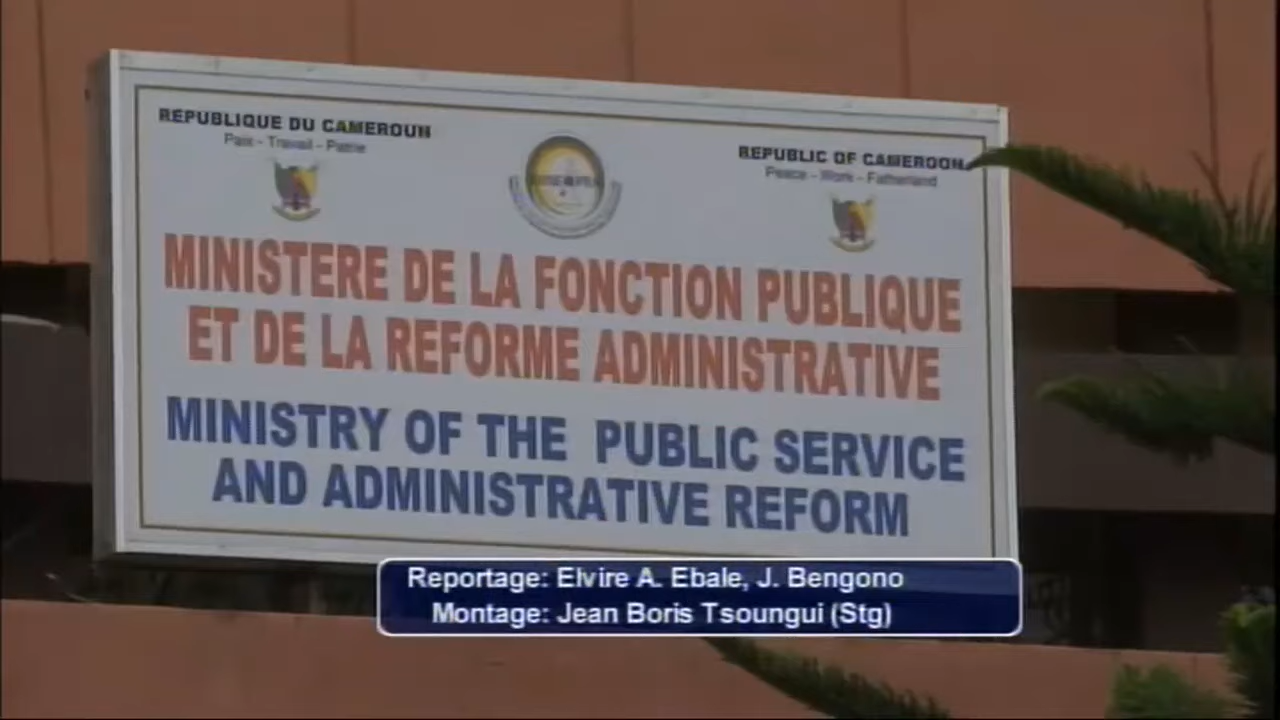 REPUBLIQUE DU CAMEROUN
Paix - Travail - Patrie
REPUBLIC OF CAMEROON
Peace - Work - Fatherland
MINISTERE DE LA FONCTION PUBLIQUE
ET DE LA REFORME ADMINISTRATIVE
MINISTRY OF THE PUBLIC SERVICE
AND ADMINISTRATIVE REFORM
Reportage: Elvire A. Ebale, J. Bengono
Montage: Jean Boris Tsoungui (Stg)